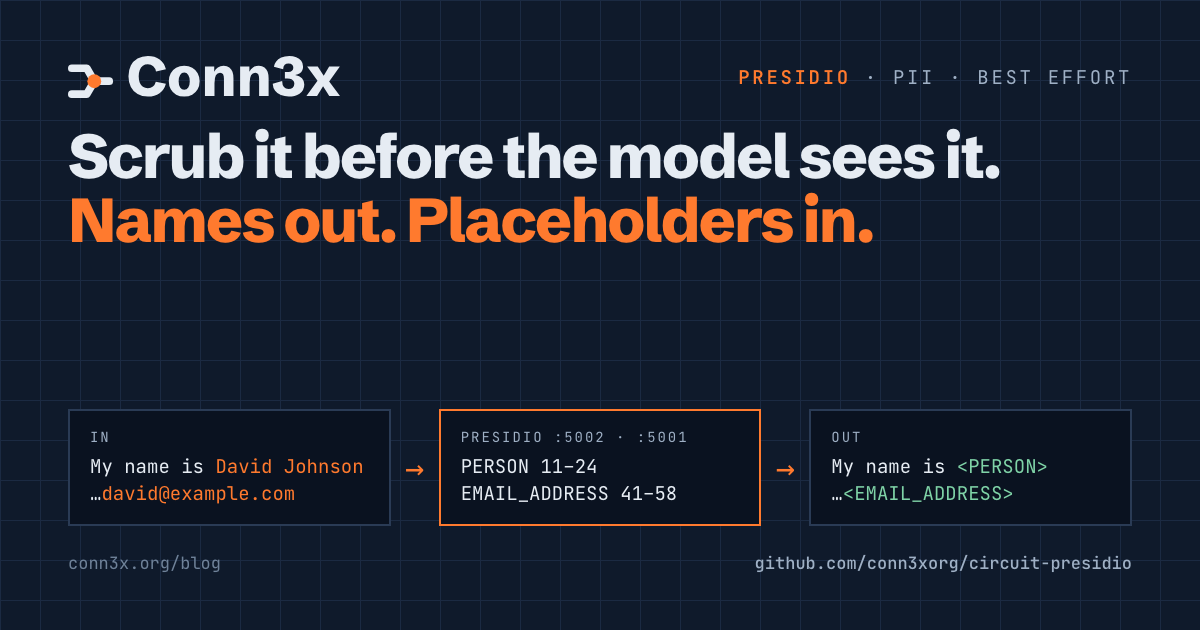 Conn3x
PRESIDIO · PII · BEST EFFORT
Scrub it before the model sees it.
Names out. Placeholders in.
IN
My name is David Johnson
…david@example.com
→
PRESIDIO :5002 · :5001
PERSON 11–24
EMAIL_ADDRESS 41–58
→
OUT
My name is <PERSON>
…<EMAIL_ADDRESS>
conn3x.org/blog
github.com/conn3xorg/circuit-presidio